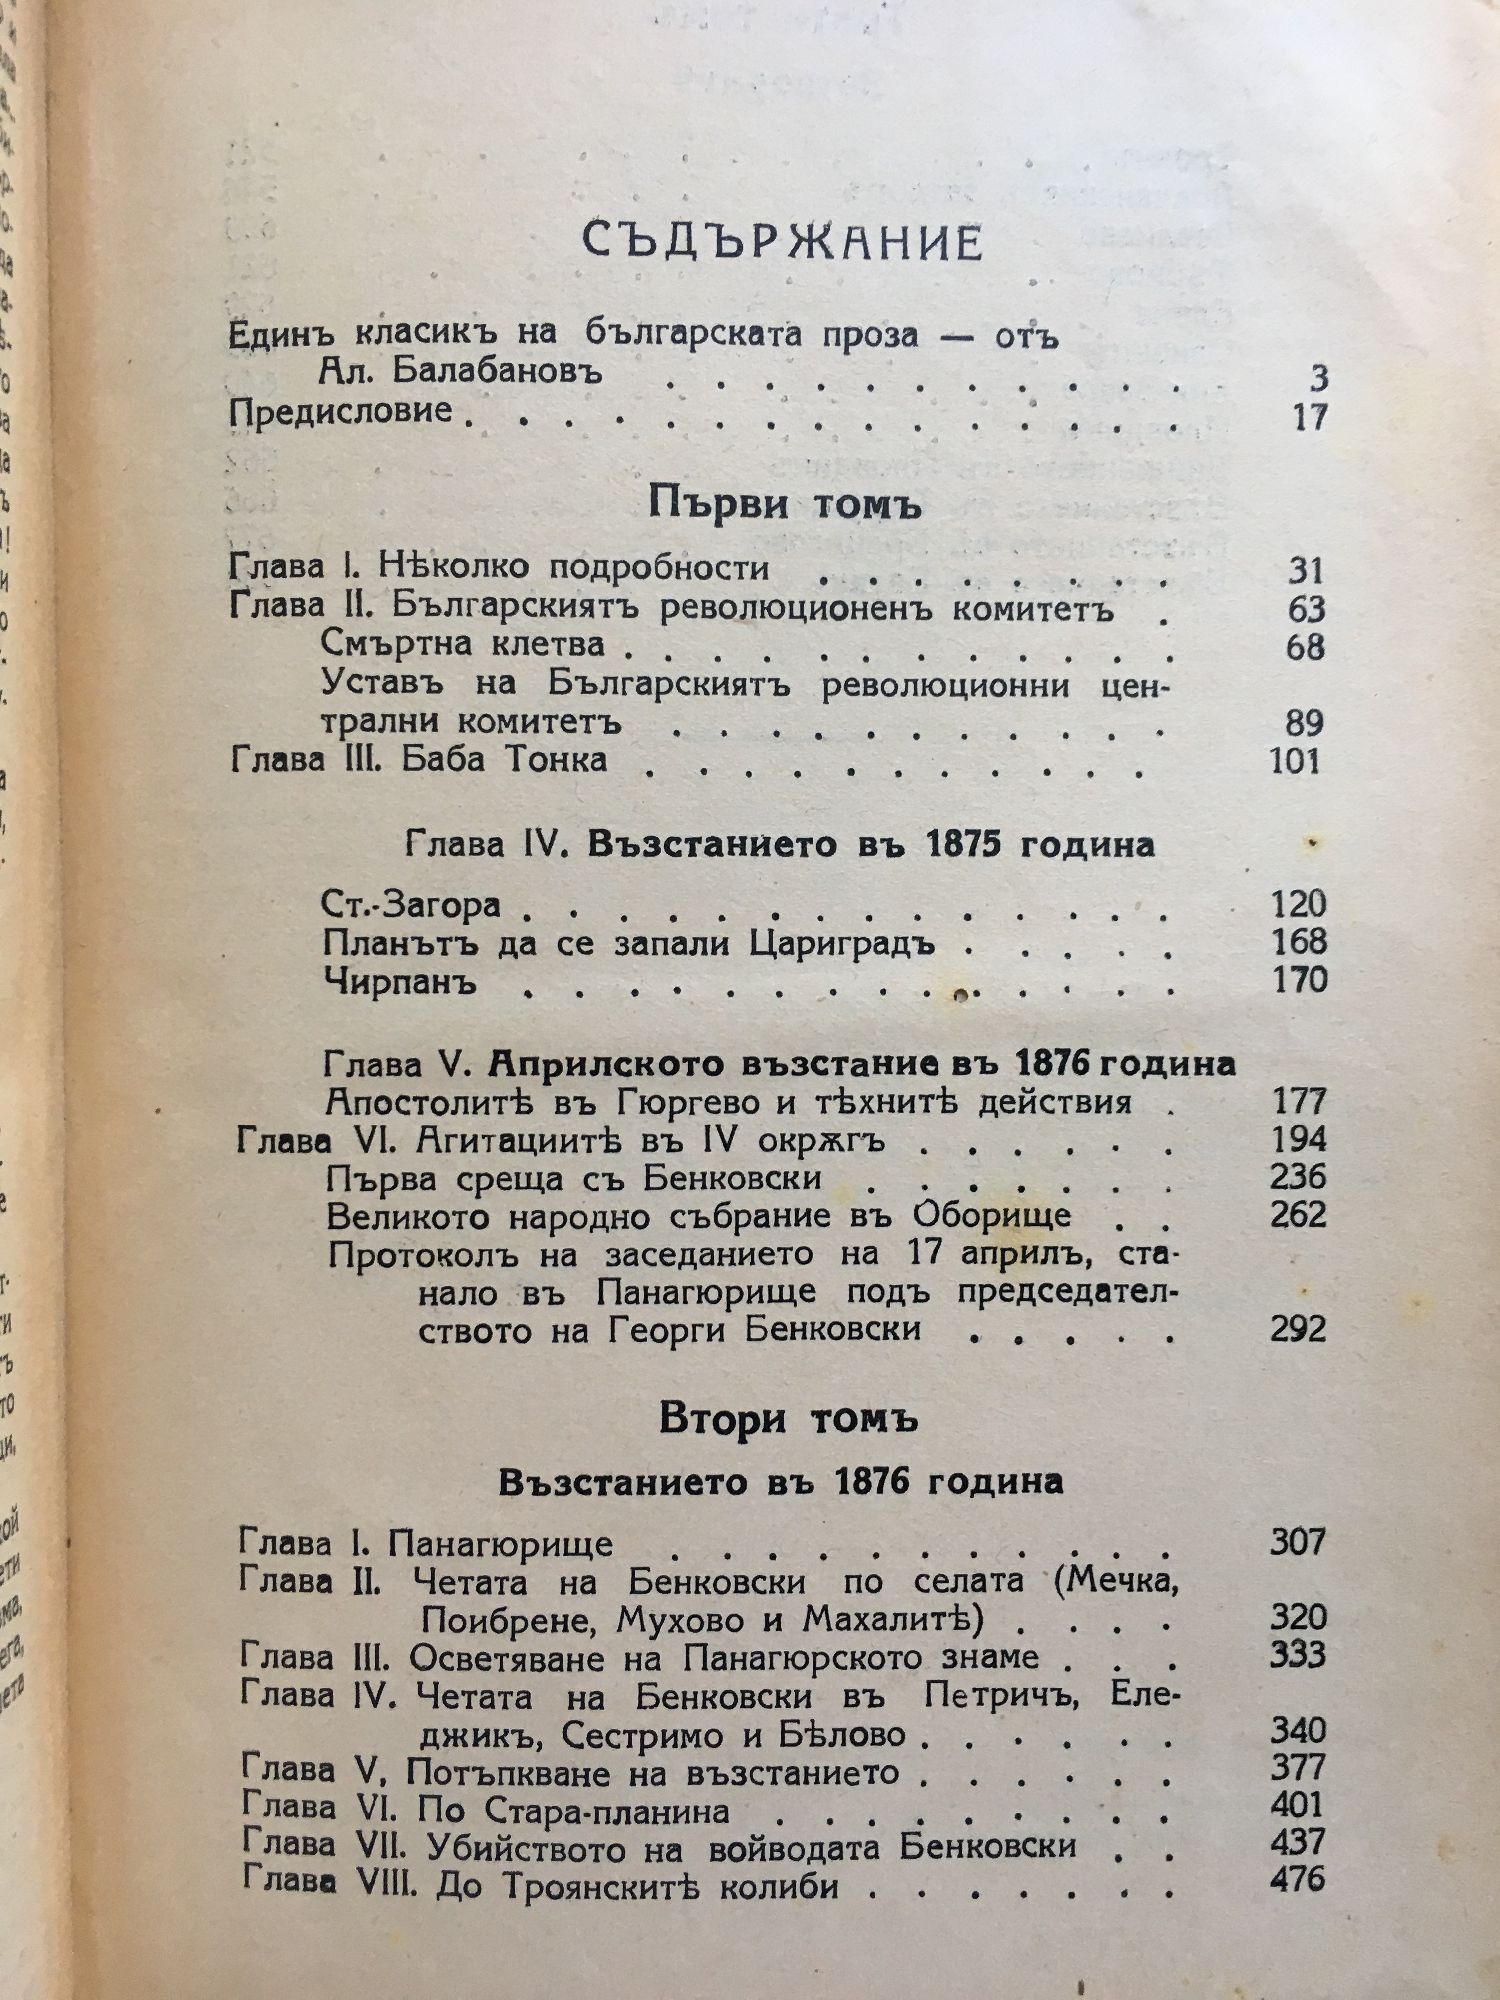 СЪДЪРЖАНИЕ
Единъ класикъ на българската проза — отъ
Ал. Балабановъ . . . . . . . . . . . . 3
Предисловие . . . . . . . . . . . . . . . 17
Първи томъ
Глава I. Нѣколко подробности . . . . . . . . 31
Глава II. Българскиятъ революционенъ комитетъ . 63
Смъртна клетва . . . . . . . . . . . . 68
Уставъ на Българскиятъ революционни цен-
трални комитетъ . . . . . . . . . . . 89
Глава III. Баба Тонка . . . . . . . . . . . 101
Глава IV. Възстанието въ 1875 година
Ст.-Загора . . . . . . . . . . . . . . 120
Планътъ да се запали Цариградъ . . . . . 168
Чирпанъ . . . . . . . . . . . . . . 170
Глава V. Априлското възстание въ 1876 година
Апостолитѣ въ Гюргево и тѣхнитѣ действия . 177
Глава VI. Агитациитѣ въ IV окрѫгъ . . . . . . 194
Първа среща съ Бенковски . . . . . . . 236
Великото народно събрание въ Оборище . . 262
Протоколъ на заседанието на 17 априлъ, ста-
нало въ Панагюрище подъ председател-
ството на Георги Бенковски . . . . . 292
Втори томъ
Възстанието въ 1876 година
Глава I. Панагюрище . . . . . . . . . . . 307
Глава II. Четата на Бенковски по селата (Мечка,
Поибрене, Мухово и Махалитѣ) . . . . 320
Глава III. Осветяване на Панагюрското знаме . . . 333
Глава IV. Четата на Бенковски въ Петричъ, Еле-
джикъ, Сестримо и Бѣлово . . . . . . 340
Глава V, Потъпкване на възстанието . . . . . . 377
Глава VI. По Стара-планина . . . . . . . . . 401
Глава VII. Убийството на войводата Бенковски . . 437
Глава VIII. До Троянскитѣ колиби . . . . . . . 476